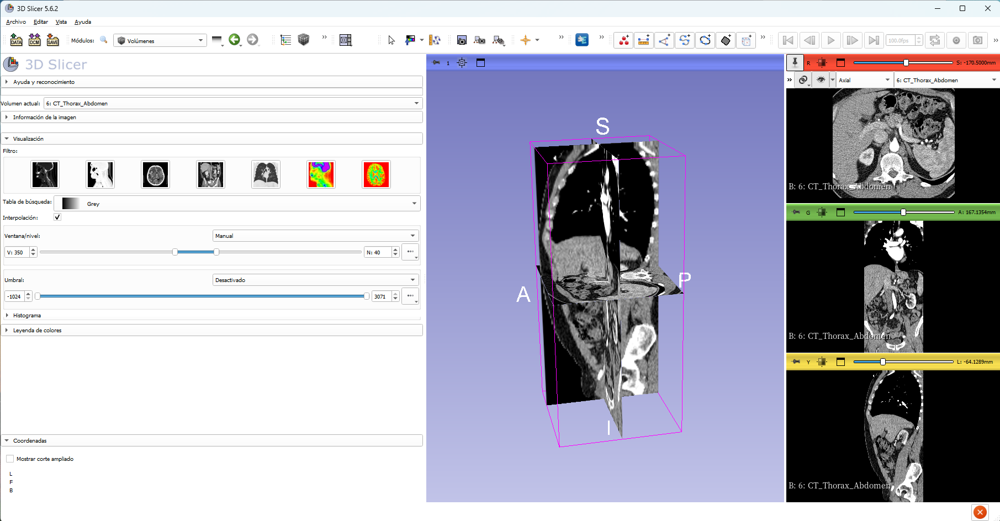 3D Slicer 5.6.2
Archivo Editar Vista Ayuda
DATA DCM SAVE Módulos: Volúmenes 100.0fps
3D Slicer
Ayuda y reconocimiento
Volumen actual: 6: CT_Thorax_Abdomen
Información de la imagen
Visualización
Filtro:
Tabla de búsqueda: Grey
Interpolación:
Ventana/nivel: Manual
V: 350 N: 40
Umbral: Desactivado
-1024 3071
Histograma
Leyenda de colores
Coordenadas
Mostrar corte ampliado
L
F
B
1
S
A
P
I
R S: -170.5000mm
Axial 6: CT_Thorax_Abdomen
B: 6: CT_Thorax_Abdomen
G A: 167.1354mm
B: 6: CT_Thorax_Abdomen
Y L: -64.1289mm
B: 6: CT_Thorax_Abdomen